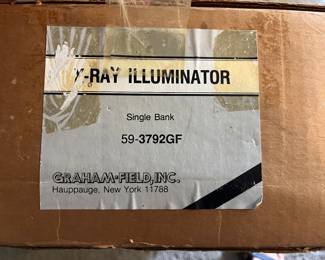 X-RAY ILLUMINATOR
Single Bank
59-3792GF
GRAHAM-FIELD, INC.
Hauppauge, New York 11788